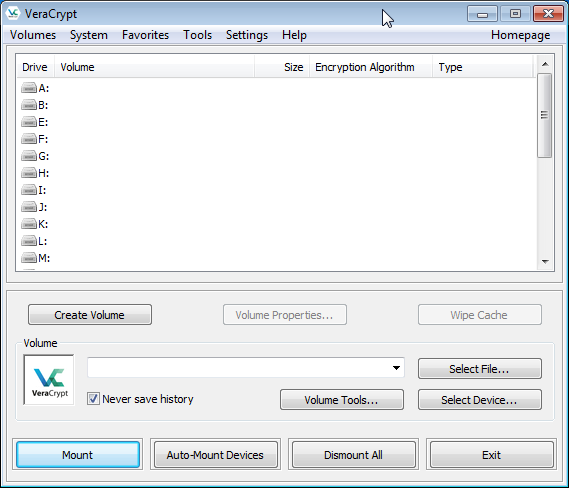 VeraCrypt
Volumes System Favorites Tools Settings Help Homepage
Drive Volume Size Encryption Algorithm Type
A:
B:
E:
F:
G:
H:
I:
J:
K:
L:
M:
Create Volume Volume Properties... Wipe Cache
Volume
Select File...
VeraCrypt
Never save history Volume Tools... Select Device...
Mount Auto-Mount Devices Dismount All Exit